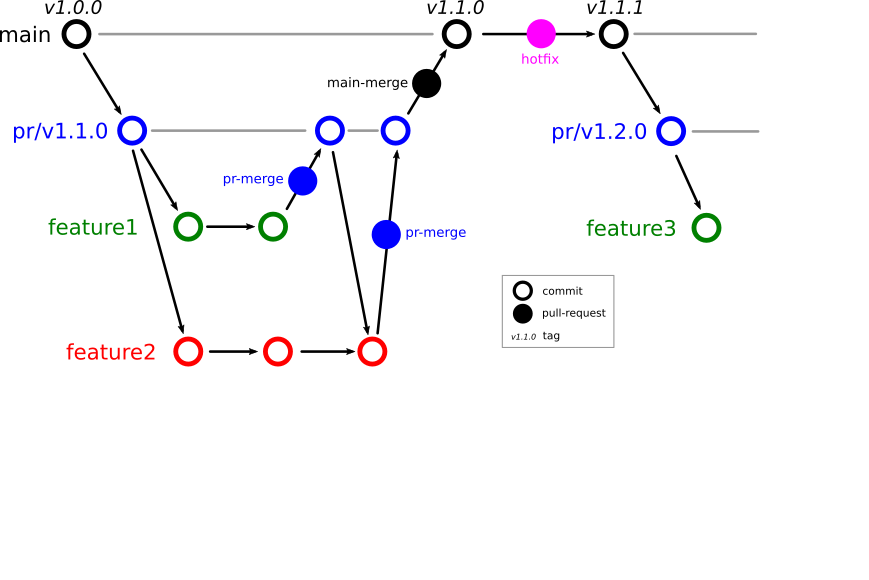 v1.0.0
v1.1.0
v1.1.1
main
hotfix
main-merge
pr/v1.1.0
pr/v1.2.0
pr-merge
feature1
pr-merge
feature3
commit
pull-request
v1.1.0 tag
feature2